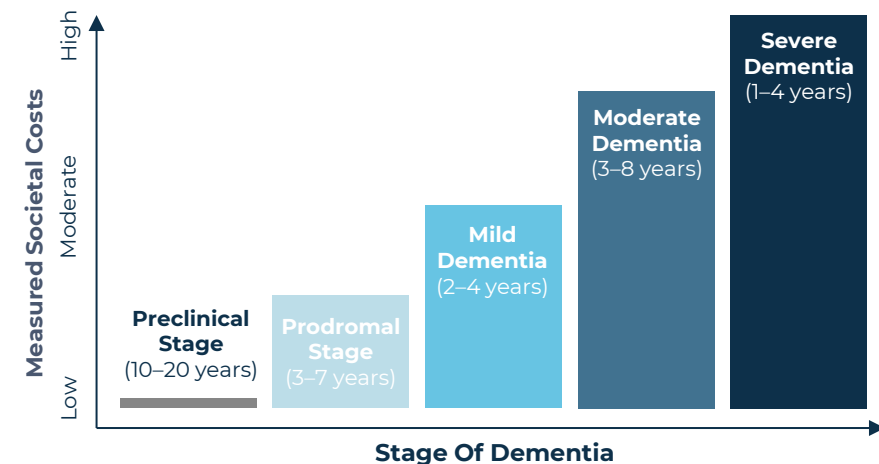 Measured Societal Costs
High
Moderate
Low
Preclinical
Stage
(10–20 years)
Prodromal
Stage
(3–7 years)
Mild
Dementia
(2–4 years)
Moderate
Dementia
(3–8 years)
Severe
Dementia
(1–4 years)
Stage Of Dementia